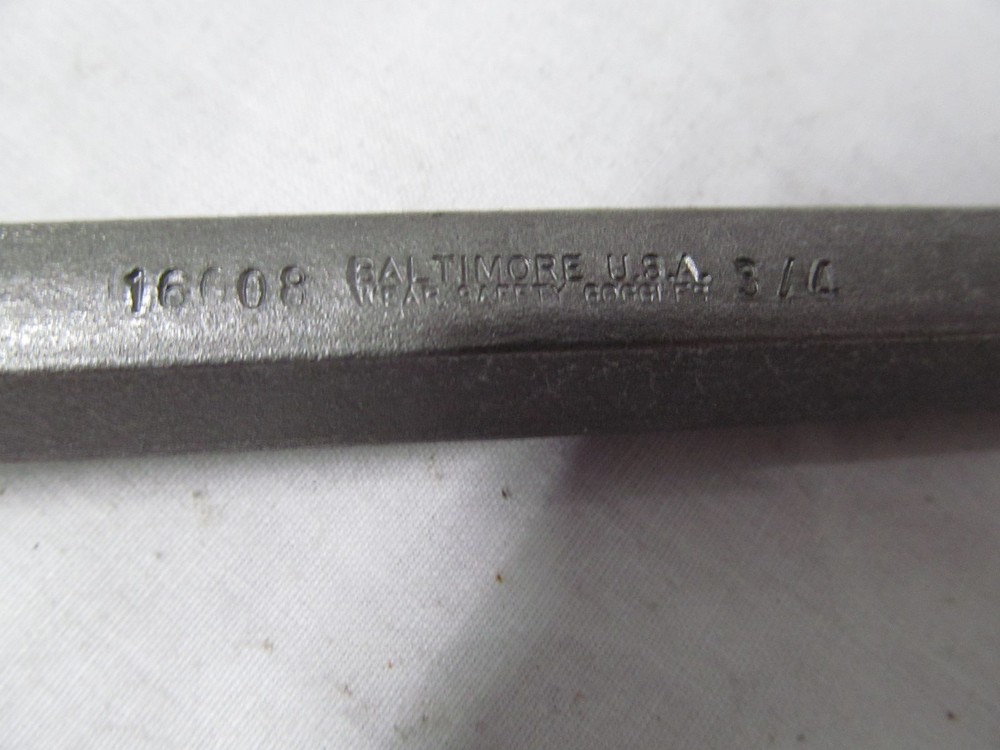 16608 BALTIMORE U.S.A. 3/4
WEAR SAFETY GOGGLES